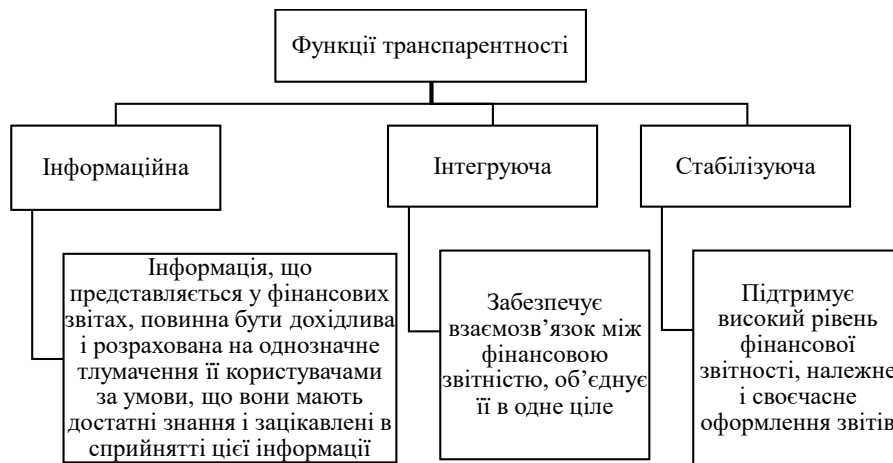 Функції транспарентності
Інформаційна
Інтегруюча
Стабілізуюча
Інформація, що
представляється у фінансових
звітах, повинна бути дохідлива
і розрахована на однозначне
тлумачення її користувачами
за умови, що вони мають
достатні знання і зацікавлені в
сприйнятті цієї інформації
Забезпечує
взаємозв’язок між
фінансовою
звітністю, об’єднує
її в одне ціле
Підтримує
високий рівень
фінансової
звітності, належне
і своєчасне
оформлення звітів